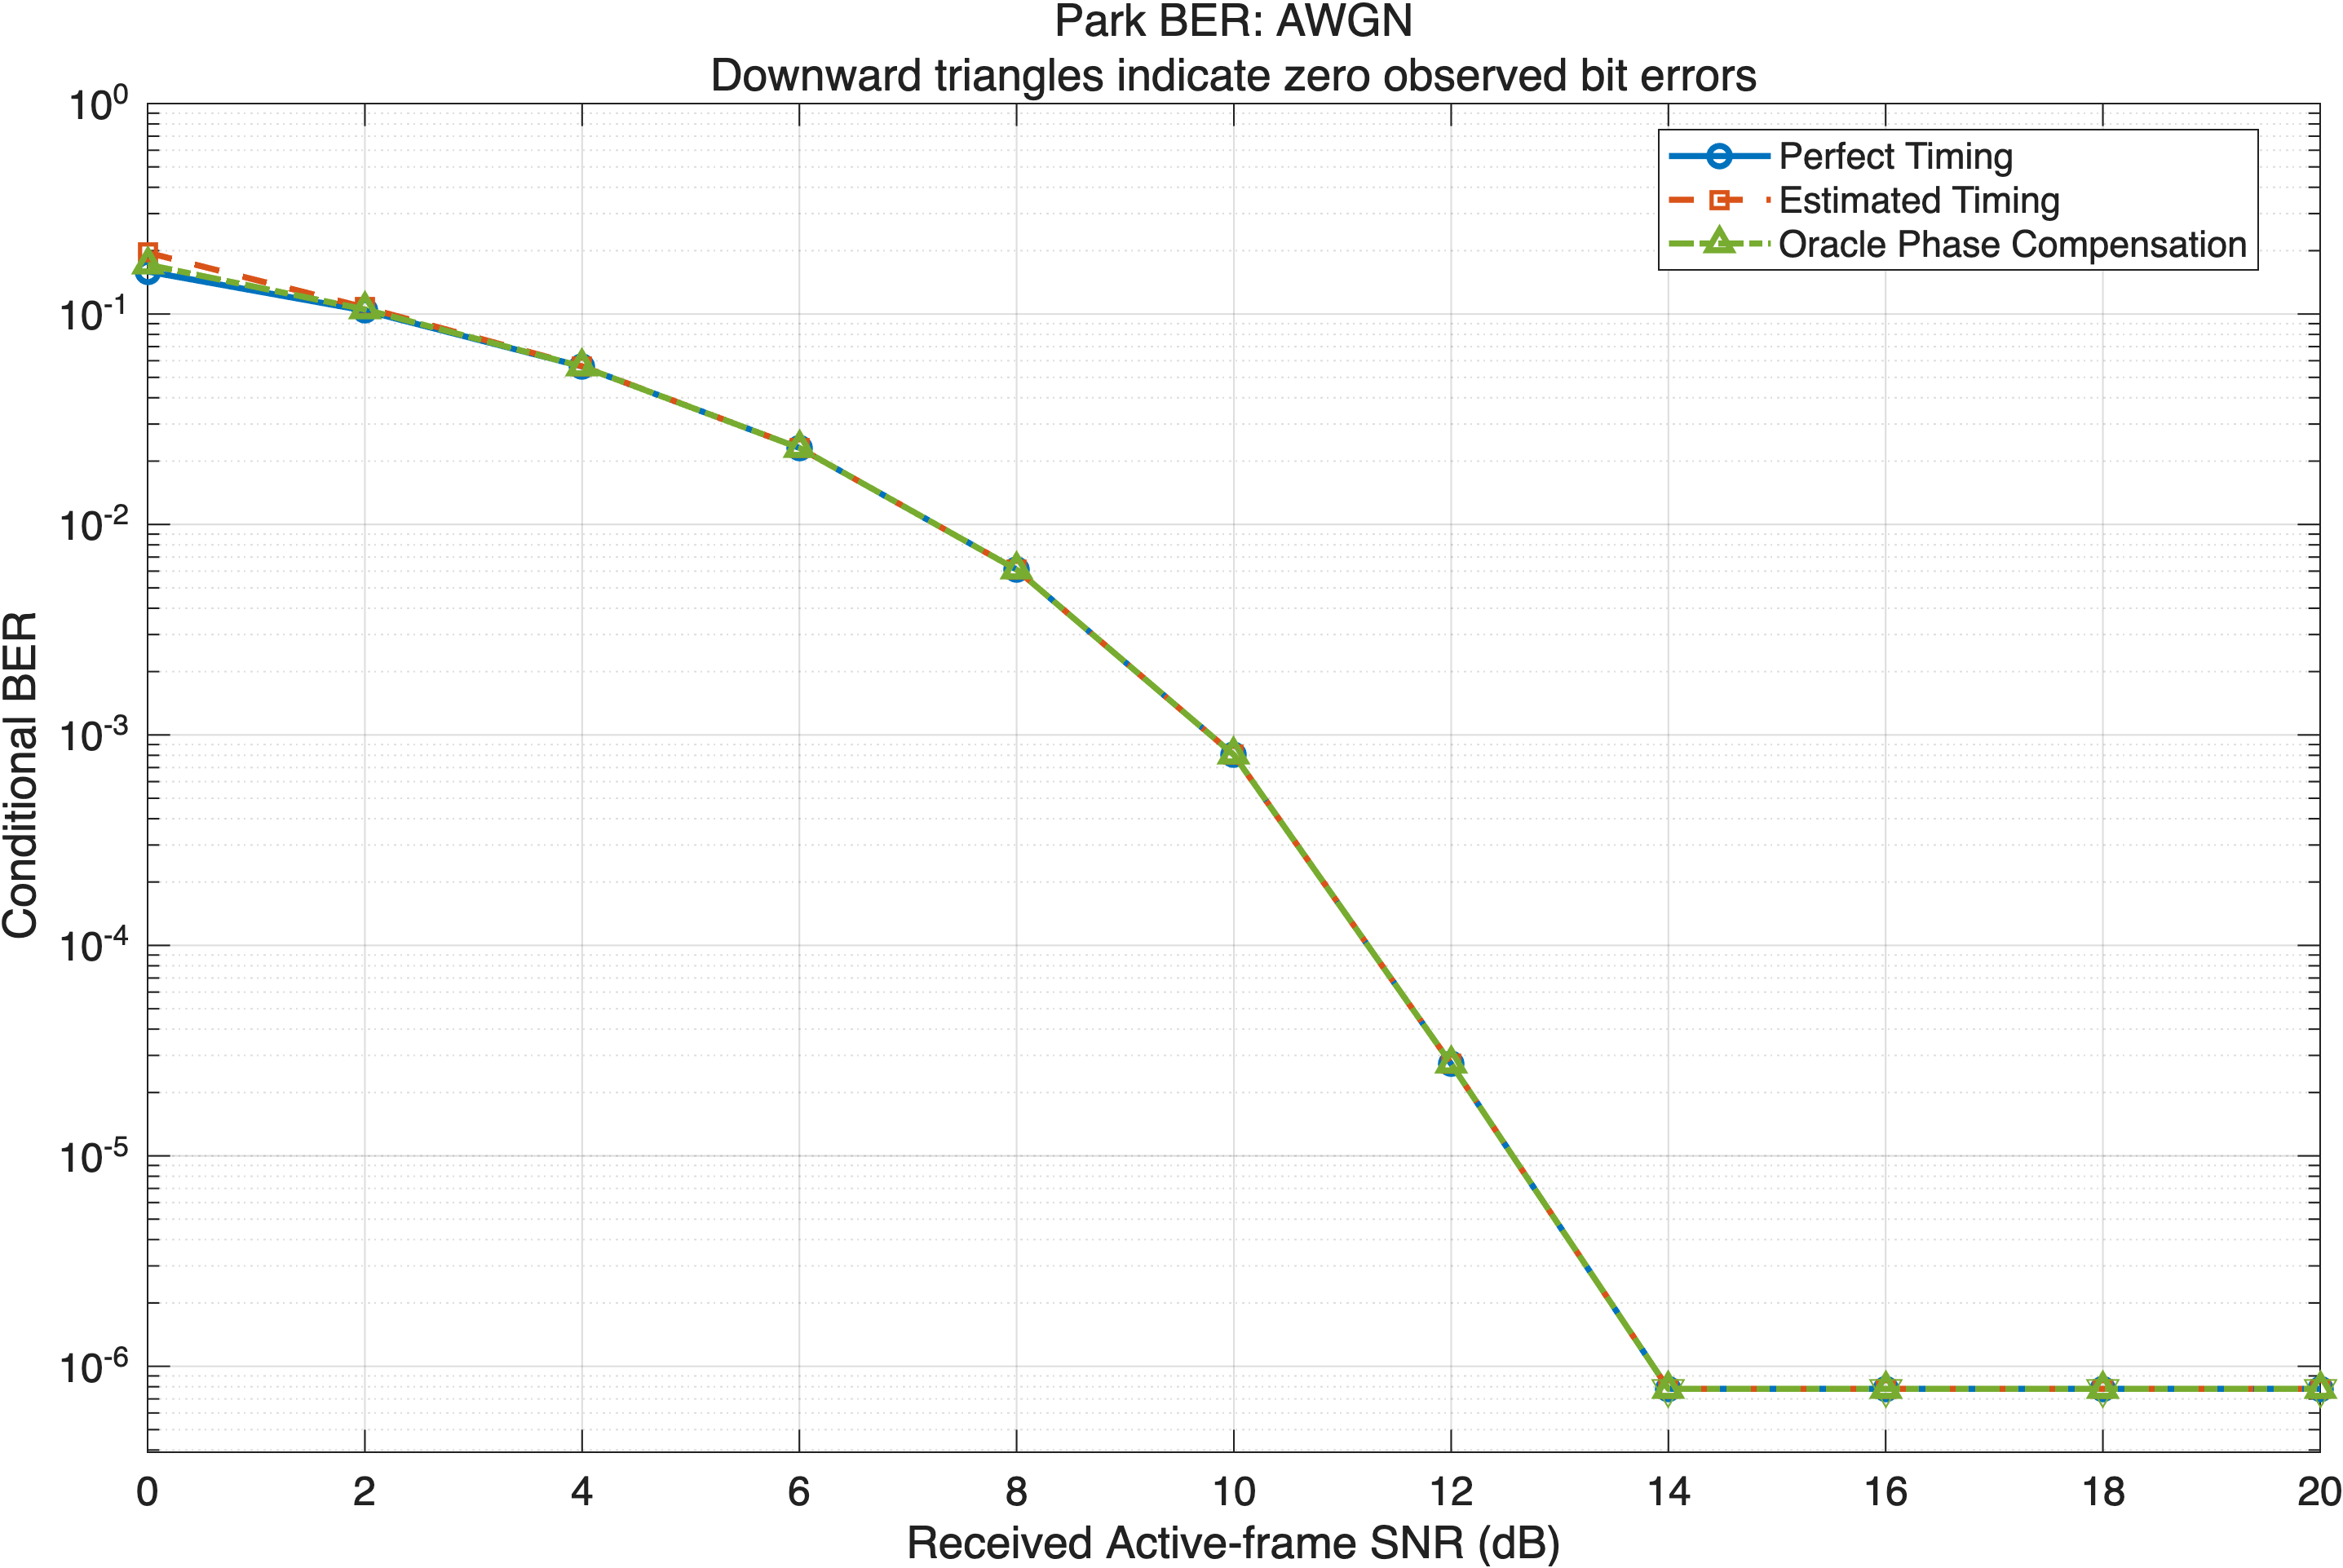 Park BER: AWGN
Downward triangles indicate zero observed bit errors
Perfect Timing
Estimated Timing
Oracle Phase Compensation
Conditional BER
10^0
10^-1
10^-2
10^-3
10^-4
10^-5
10^-6
0 2 4 6 8 10 12 14 16 18 20
Received Active-frame SNR (dB)